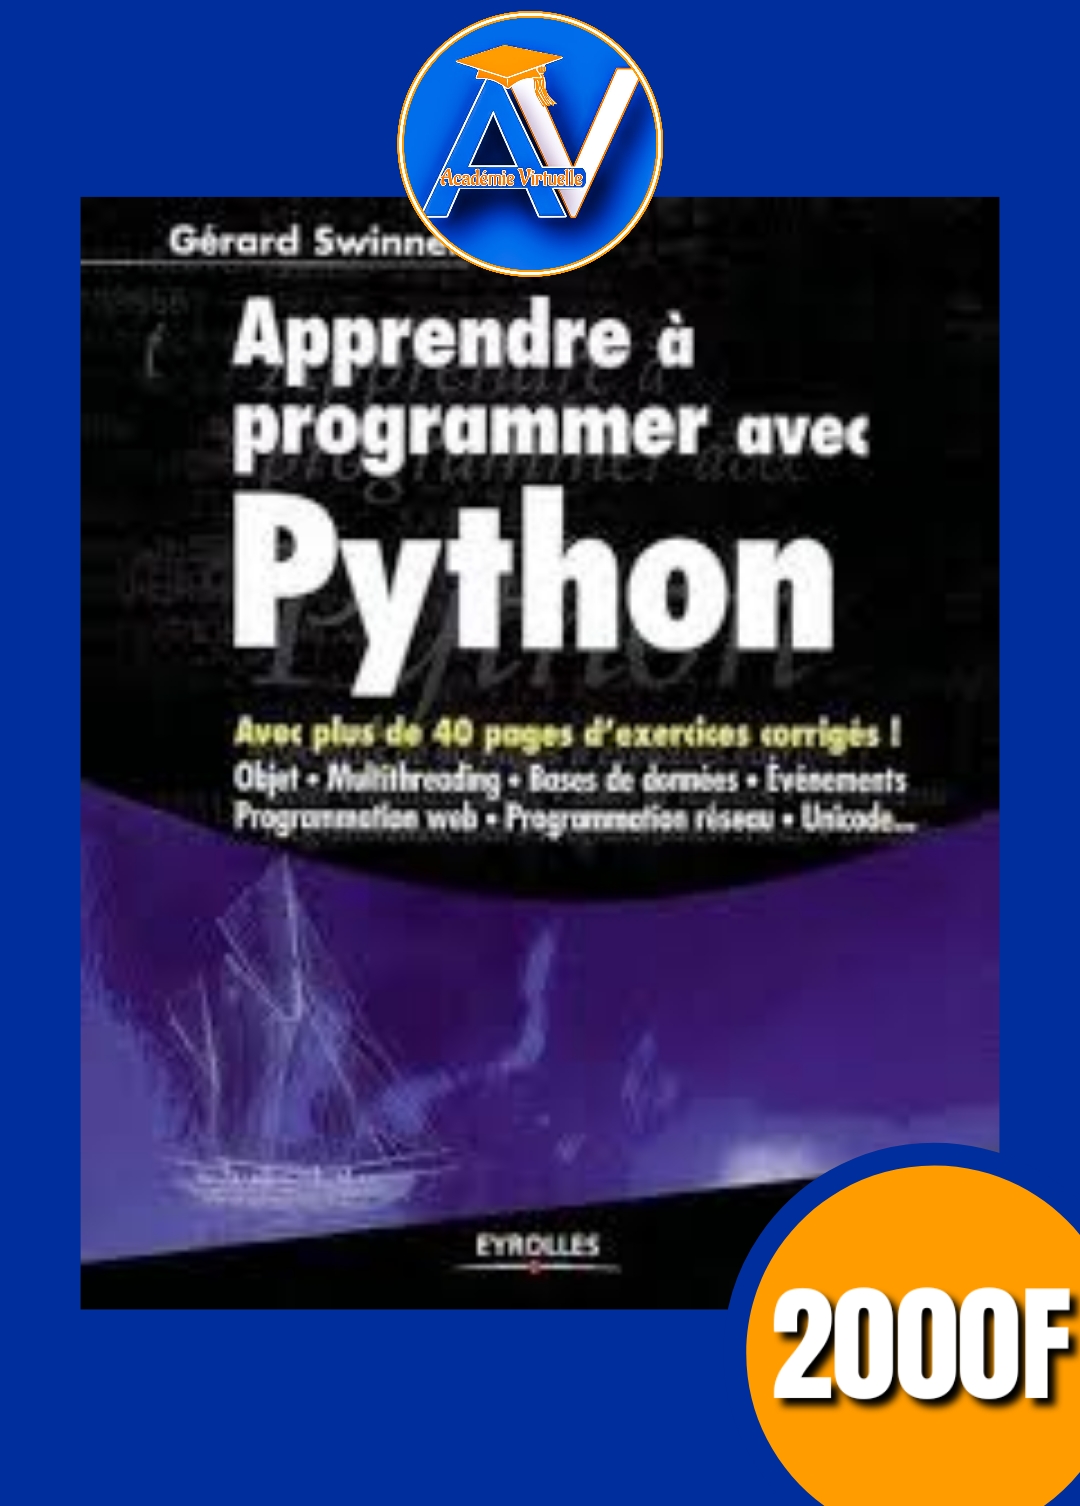 Académie Virtuelle
Gérard Swinne
Apprendre à
programmer avec
Python
Avec plus de 40 pages d'exercices corrigés !
Objet • Multithreading • Bases de données • Événements
Programmation web • Programmation réseau • Unicode...
EYROLLES
2000F